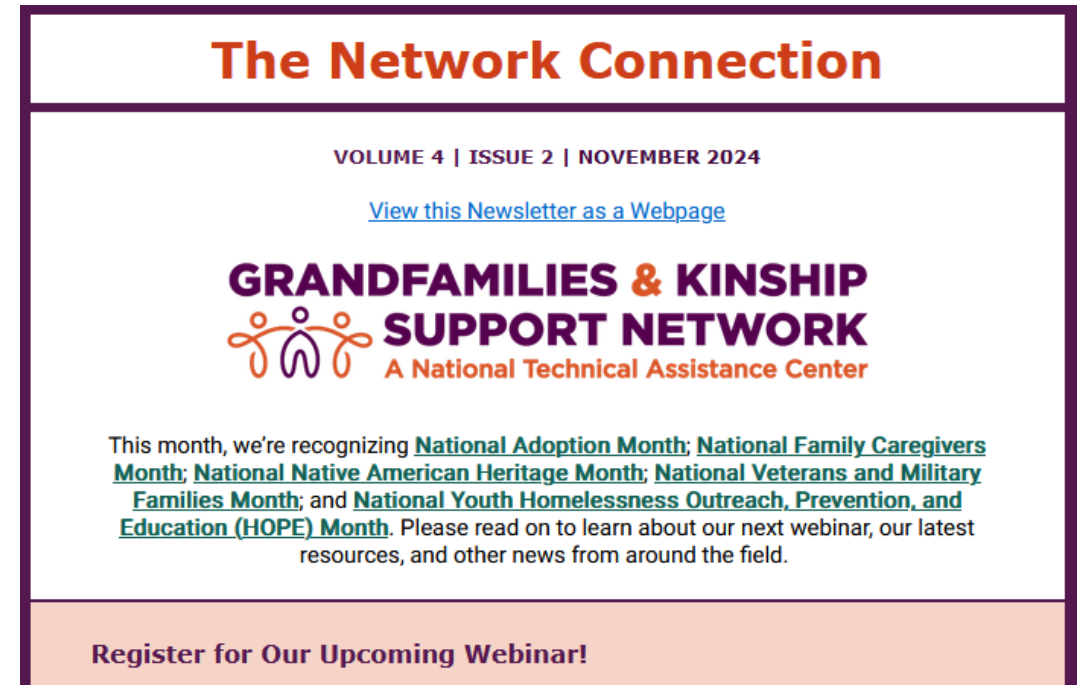 The Network Connection
VOLUME 4 | ISSUE 2 | NOVEMBER 2024
View this Newsletter as a Webpage
GRANDFAMILIES & KINSHIP
SUPPORT NETWORK
A National Technical Assistance Center
This month, we’re recognizing National Adoption Month; National Family Caregivers
Month; National Native American Heritage Month; National Veterans and Military
Families Month; and National Youth Homelessness Outreach, Prevention, and
Education (HOPE) Month. Please read on to learn about our next webinar, our latest
resources, and other news from around the field.
Register for Our Upcoming Webinar!